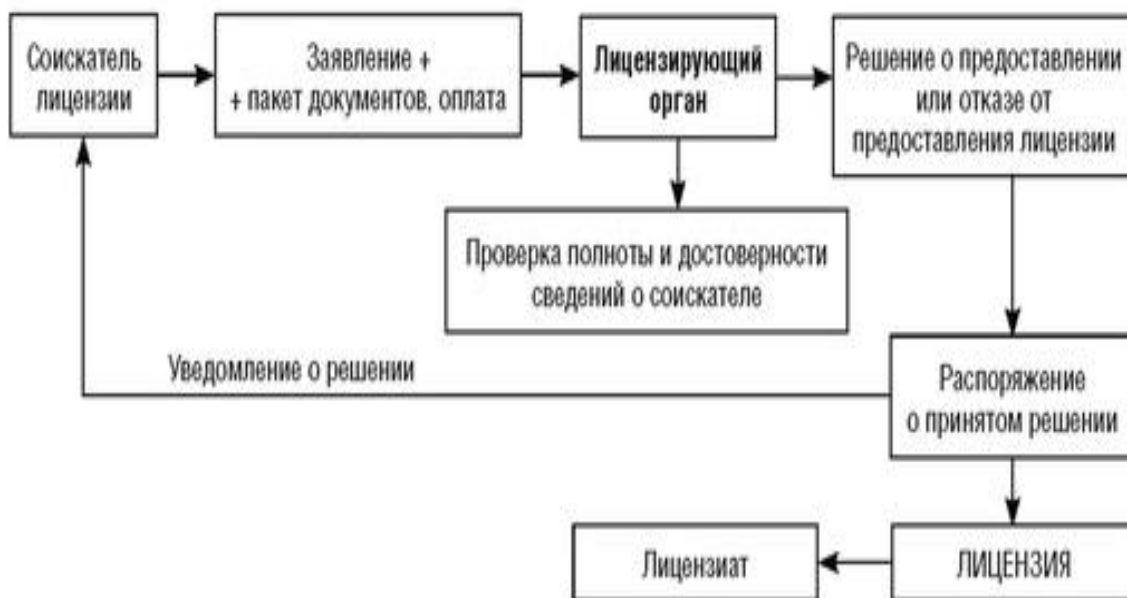 Соискатель
лицензии
Заявление +
+ пакет документов, оплата
Лицензирующий
орган
Решение о предоставлении
или отказе от
предоставления лицензии
Проверка полноты и достоверности
сведений о соискателе
Уведомление о решении
Распоряжение
о принятом решении
Лицензиат
ЛИЦЕНЗИЯ